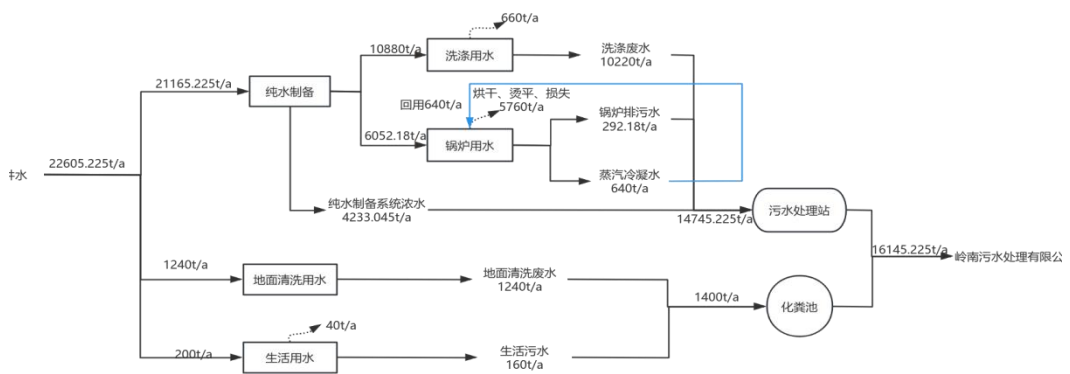 660t/a
10880t/a
洗涤用水
洗涤废水
10220t/a
21165.225t/a
纯水制备
回用640t/a
烘干、烫平、损失
5760t/a
锅炉排污水
292.18t/a
6052.18t/a
锅炉用水
22605.225t/a
水
蒸汽冷凝水
640t/a
纯水制备系统浓水
4233.045t/a
14745.225t/a
污水处理站
16145.225t/a
岭南污水处理有限公
1240t/a
地面清洗用水
地面清洗废水
1240t/a
1400t/a
化粪池
40t/a
200t/a
生活用水
生活污水
160t/a